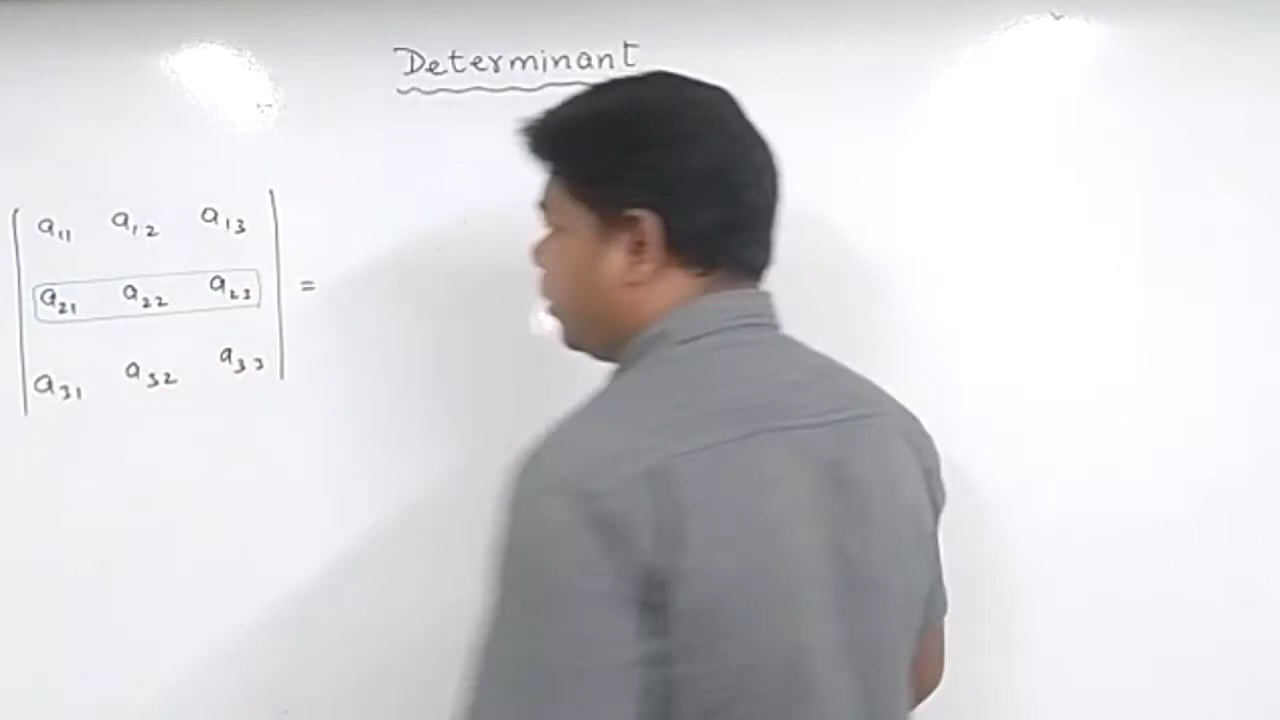 Determinant
| a₁₁ a₁₂ a₁₃ |
| a₂₁ a₂₂ a₂₃ | =
| a₃₁ a₃₂ a₃₃ |